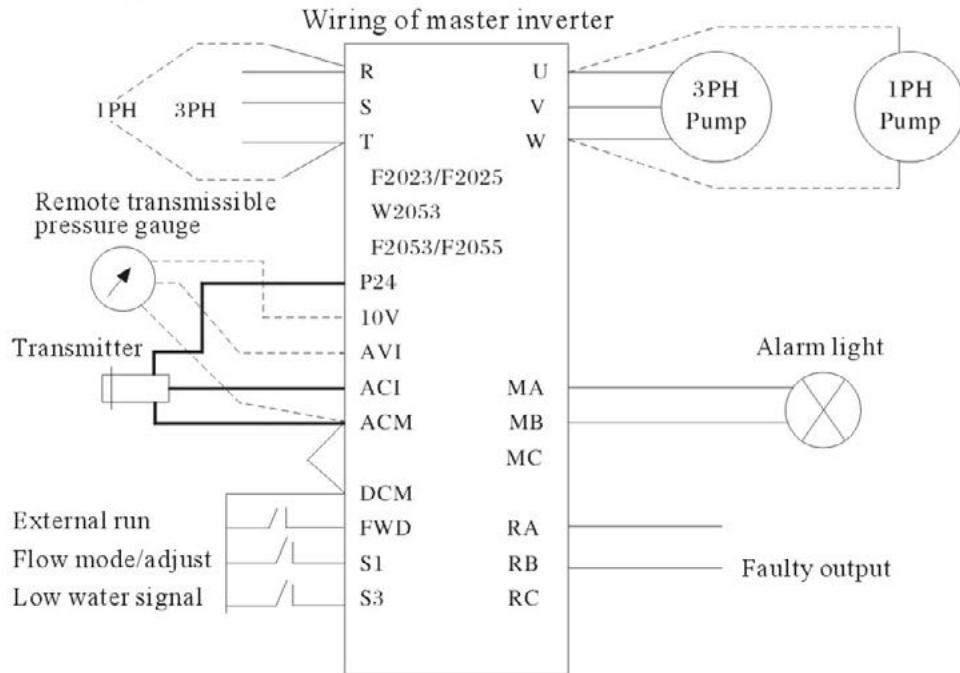 Wiring of master inverter
R
U
1PH
3PH
S
V
3PH
Pump
1PH
Pump
T
W
F2023/F2025
W2053
F2053/F2055
Remote transmissible
pressure gauge
P24
10V
Transmitter
AVI
Alarm light
ACI
MA
ACM
MB
MC
DCM
External run
FWD
RA
Flow mode/adjust
S1
RB
Faulty output
Low water signal
S3
RC